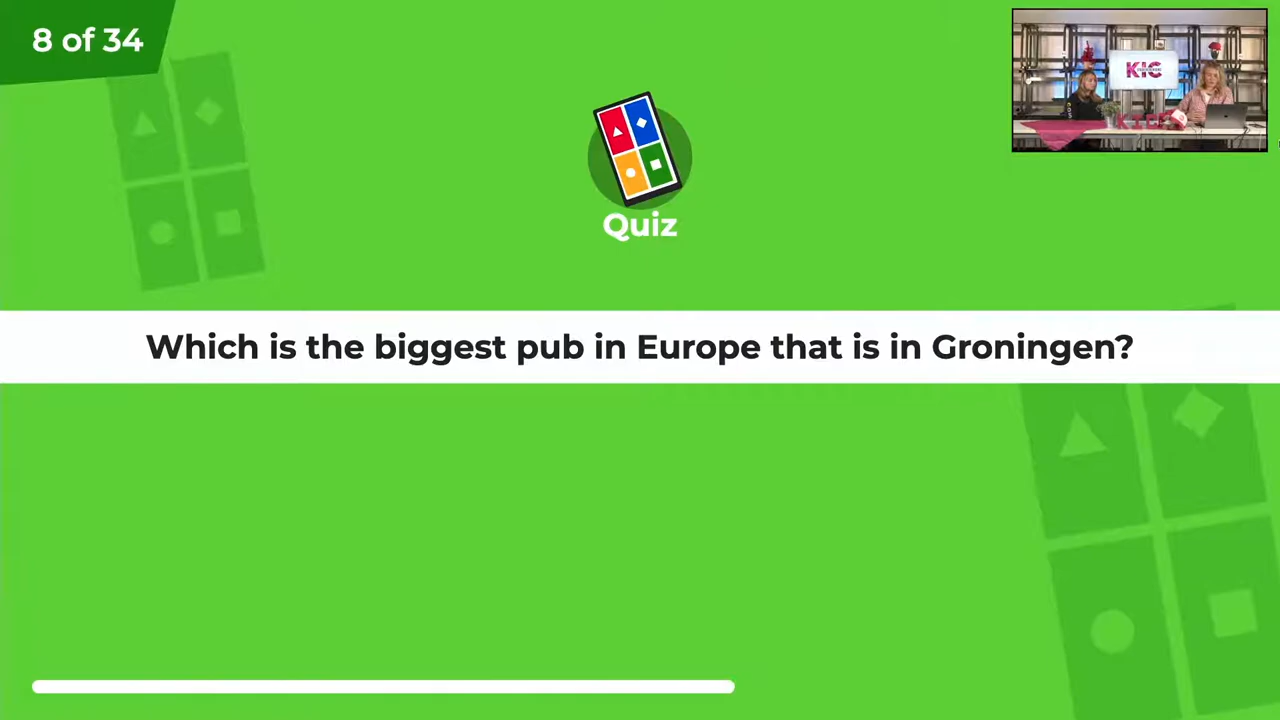 8 of 34
KIC
Quiz
Which is the biggest pub in Europe that is in Groningen?